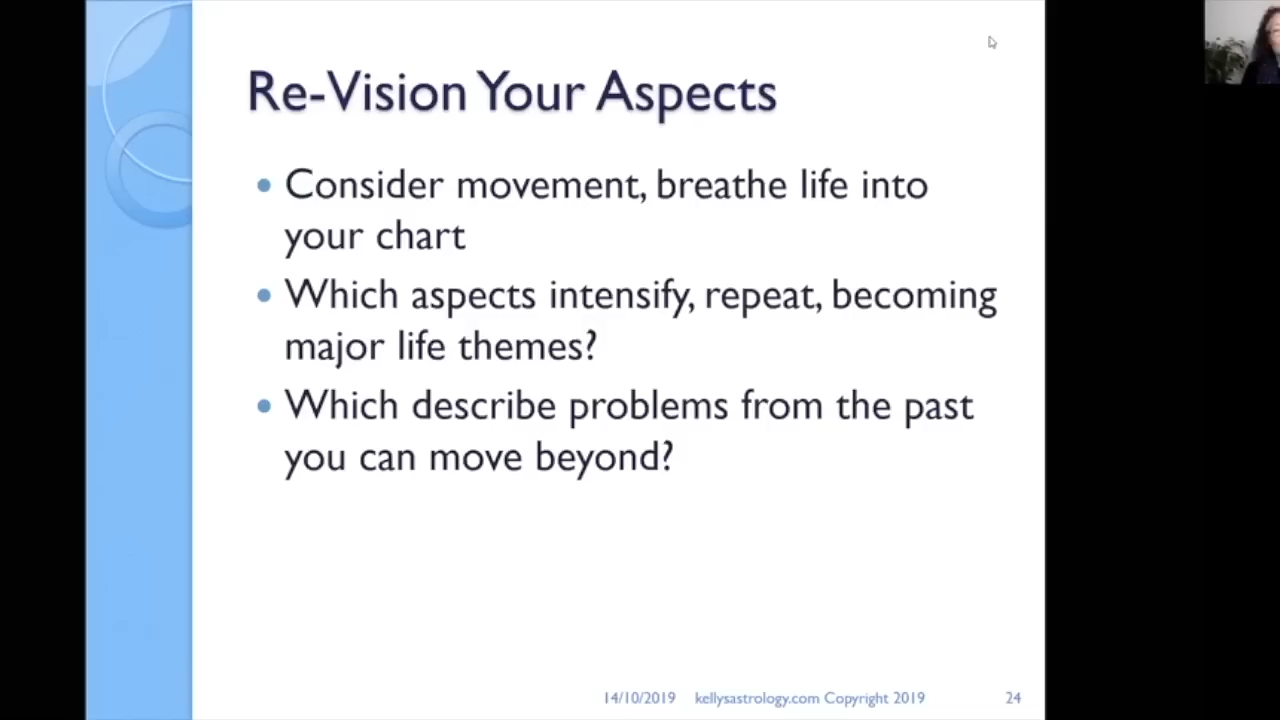 Re-Vision Your Aspects
• Consider movement, breathe life into
your chart
• Which aspects intensify, repeat, becoming
major life themes?
• Which describe problems from the past
you can move beyond?
14/10/2019 kellysastrology.com Copyright 2019 24